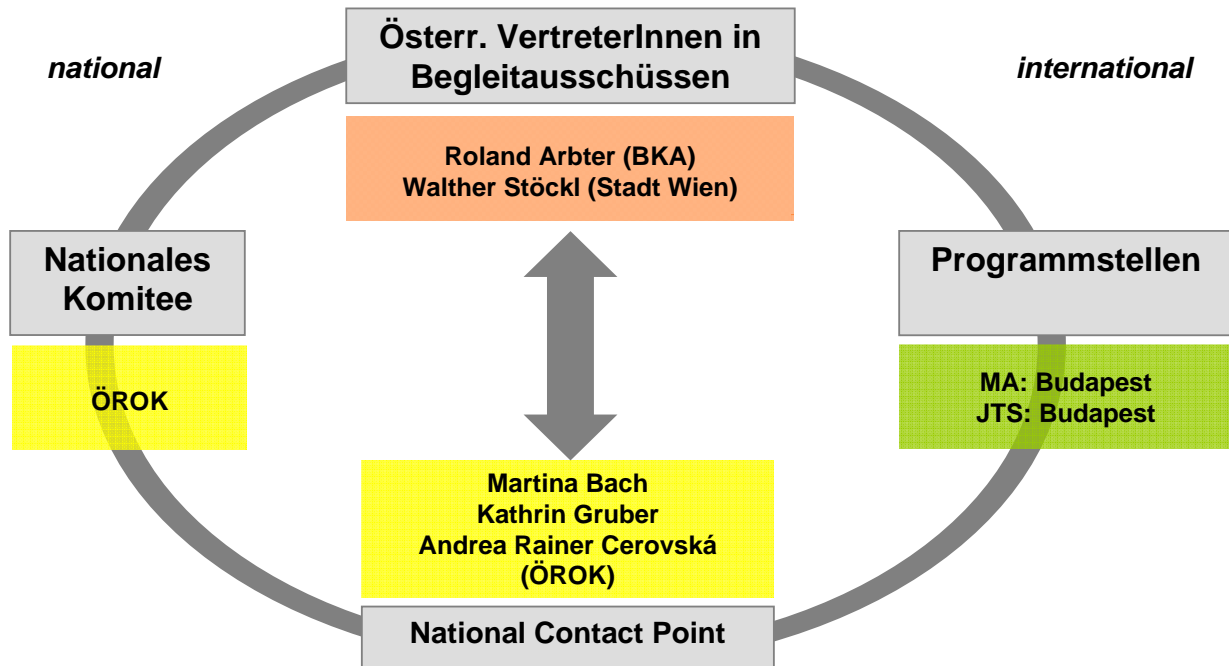 national
Österr. VertreterInnen in
Begleitausschüssen
international
Roland Arbter (BKA)
Walther Stöckl (Stadt Wien)
Nationales
Komitee
Programmstellen
ÖROK
MA: Budapest
JTS: Budapest
Martina Bach
Kathrin Gruber
Andrea Rainer Cerovská
(ÖROK)
National Contact Point